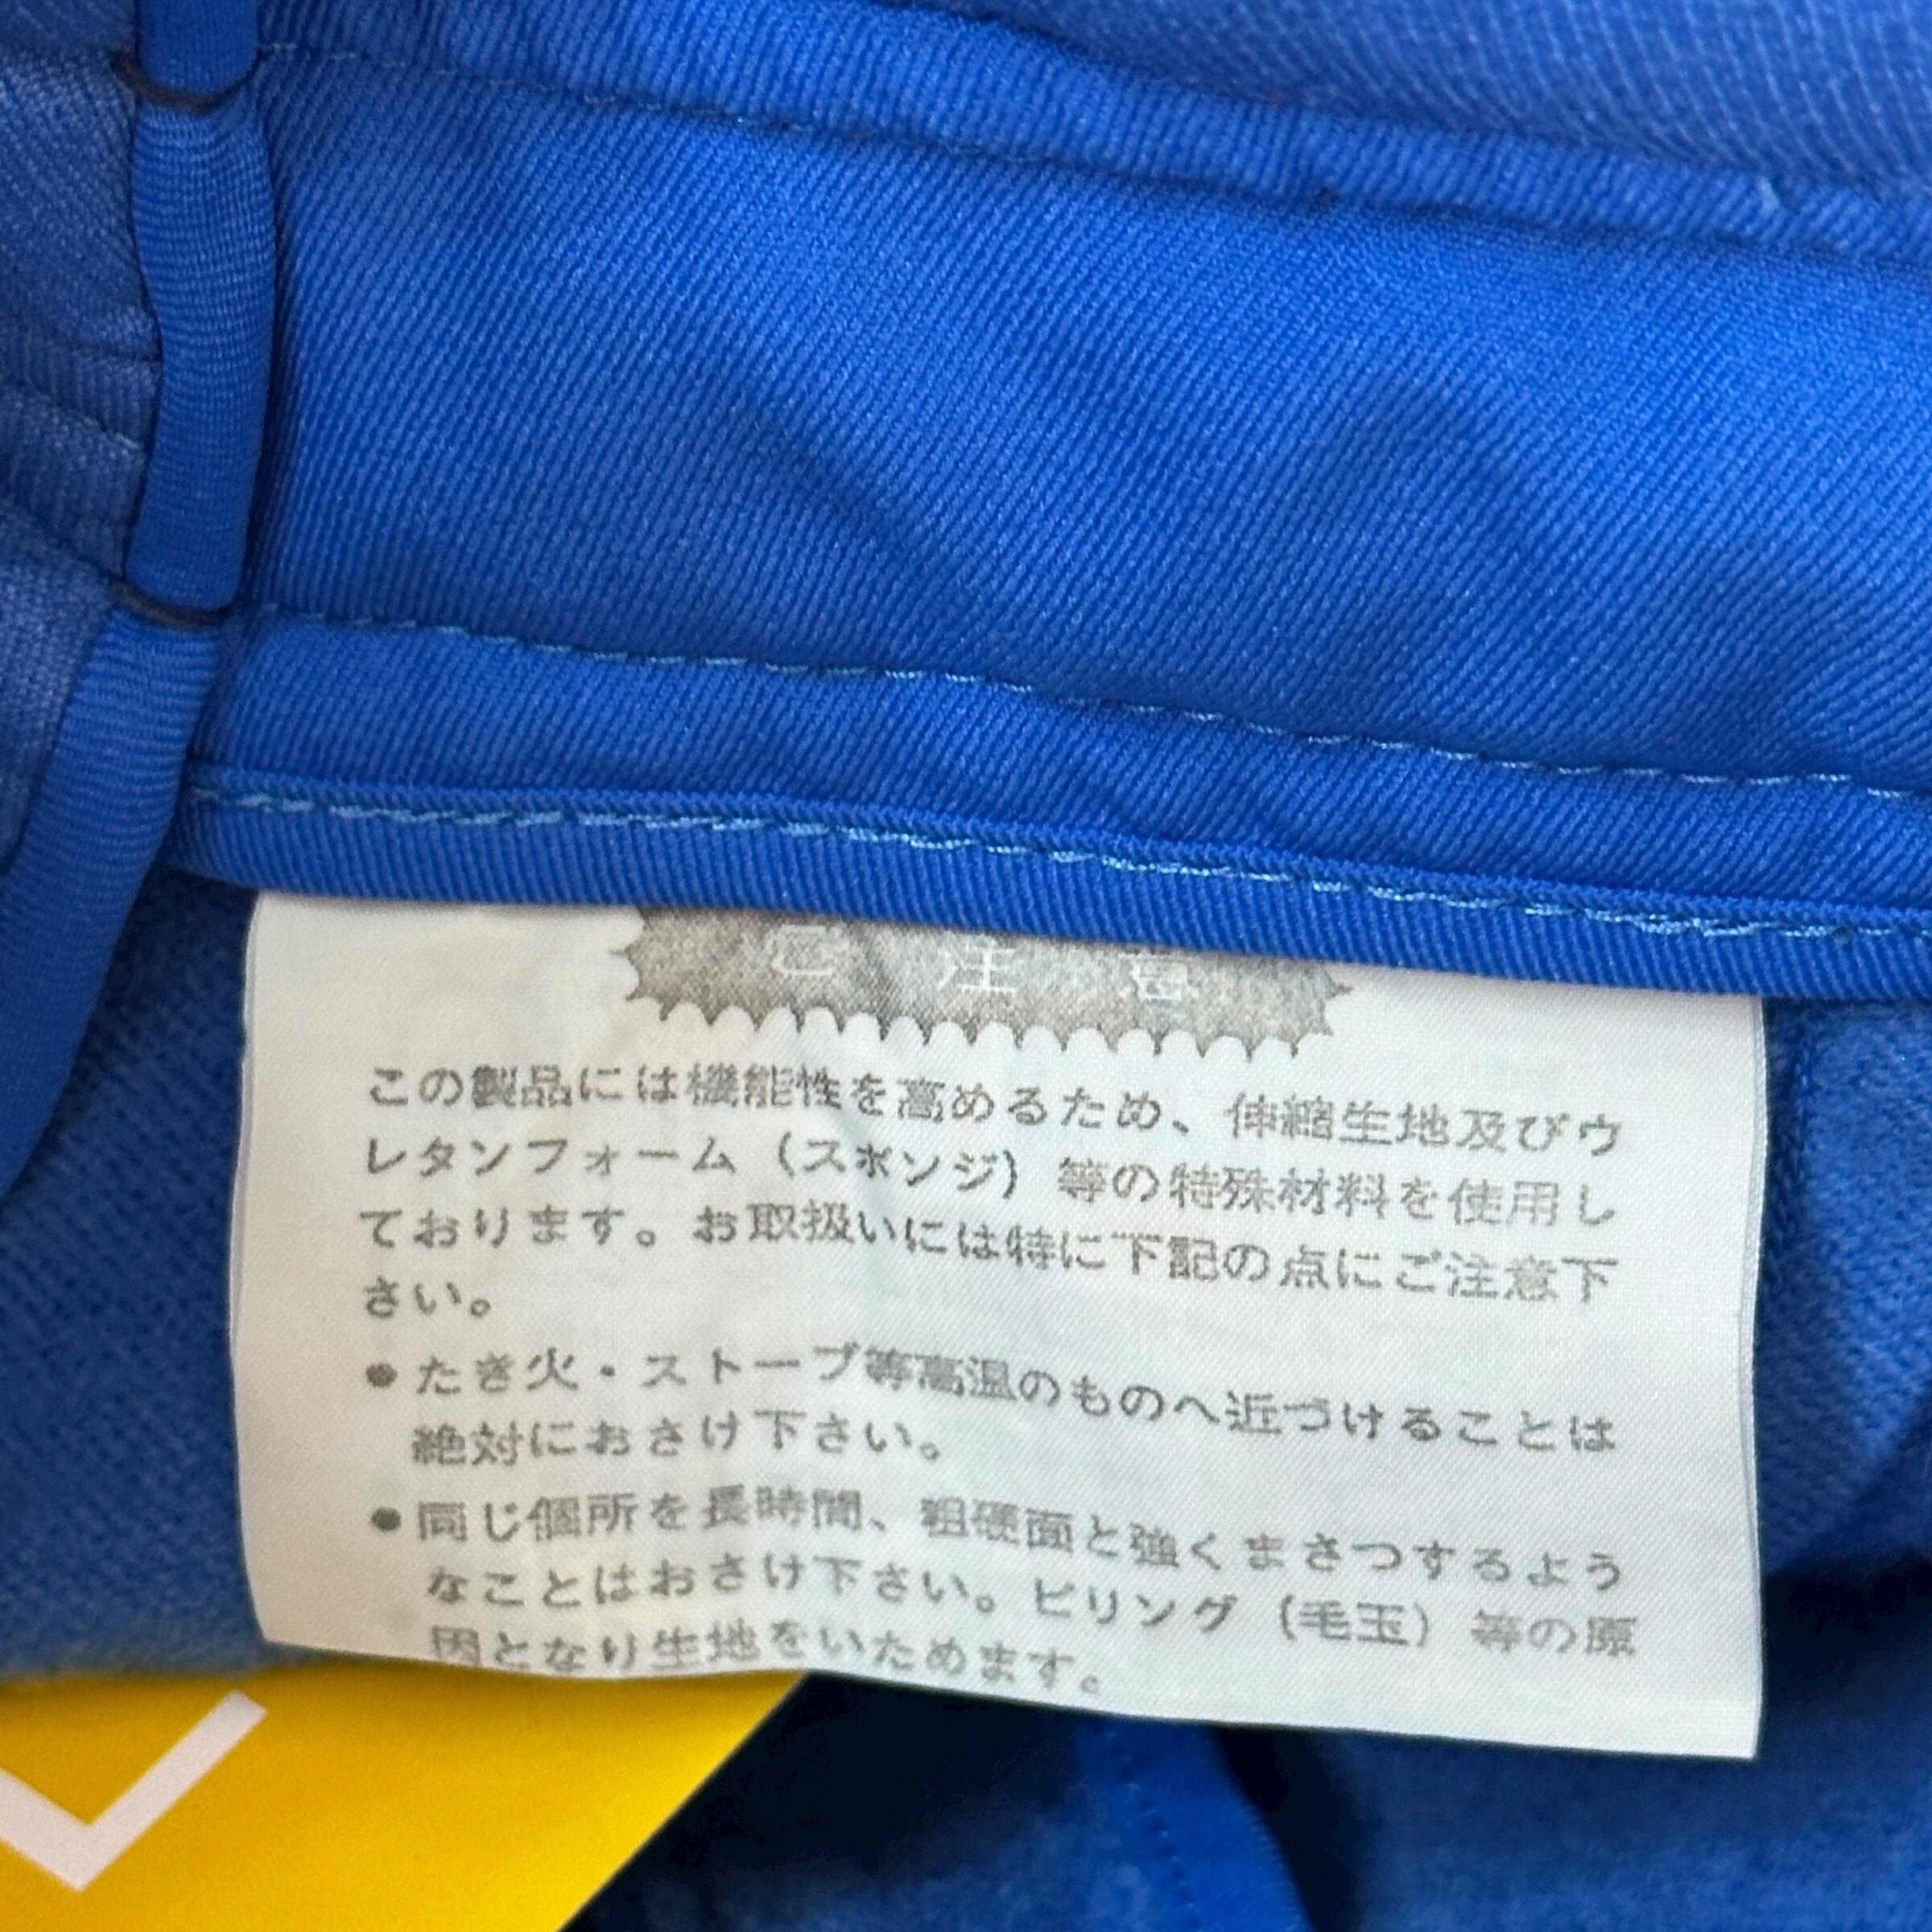 ご注意
この製品には機能性を高めるため、伸縮生地及びウ
レタンフォーム（スポンジ）等の特殊材料を使用し
ております。お取扱いには特に下記の点にご注意下
さい。
●たき火・ストーブ等高温のものへ近づけることは
絶対におさけ下さい。
●同じ個所を長時間、粗硬面と強くまさつするよう
なことはおさけ下さい。ピリング（毛玉）等の原
因となり生地をいためます。